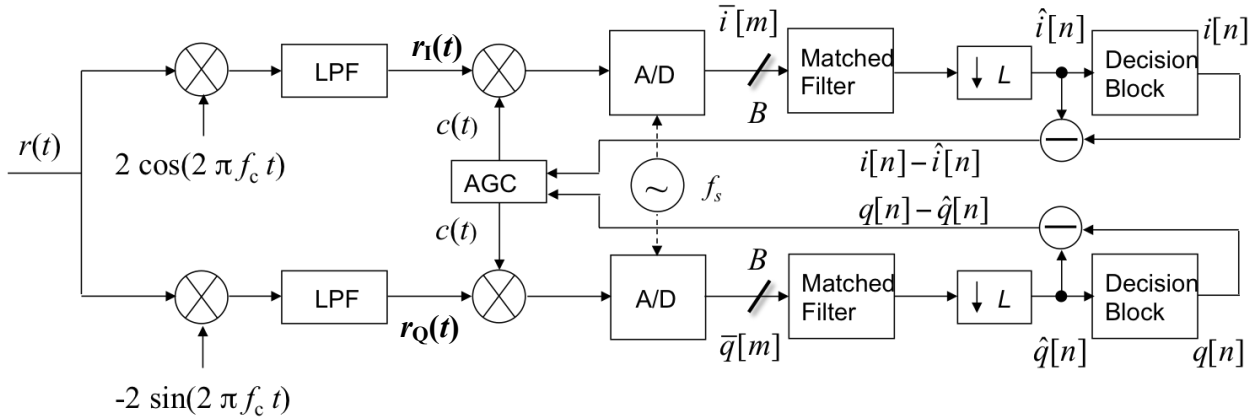 i̅[m]
î[n]
i[n]
r_I(t)
LPF
A/D
Matched
Filter
↓ L
Decision
Block
B
c(t)
r(t)
2 cos(2 π f_c t)
i[n]−î[n]
AGC
~
f_s
q[n]−q̂[n]
c(t)
B
LPF
A/D
Matched
Filter
↓ L
Decision
Block
r_Q(t)
q̅[m]
q̂[n]
q[n]
-2 sin(2 π f_c t)